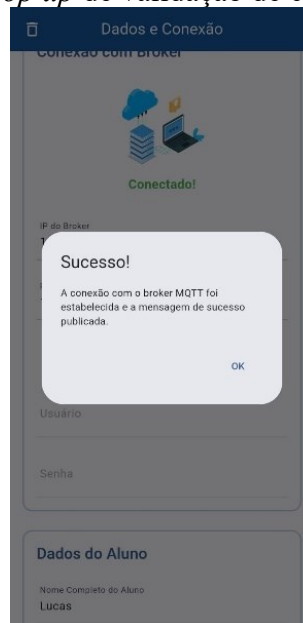 Dados e Conexão
Conexão com Broker
Conectado!
IP do Broker
Sucesso!
A conexão com o broker MQTT foi
estabelecida e a mensagem de sucesso
publicada.
OK
Usuário
Senha
Dados do Aluno
Nome Completo do Aluno
Lucas